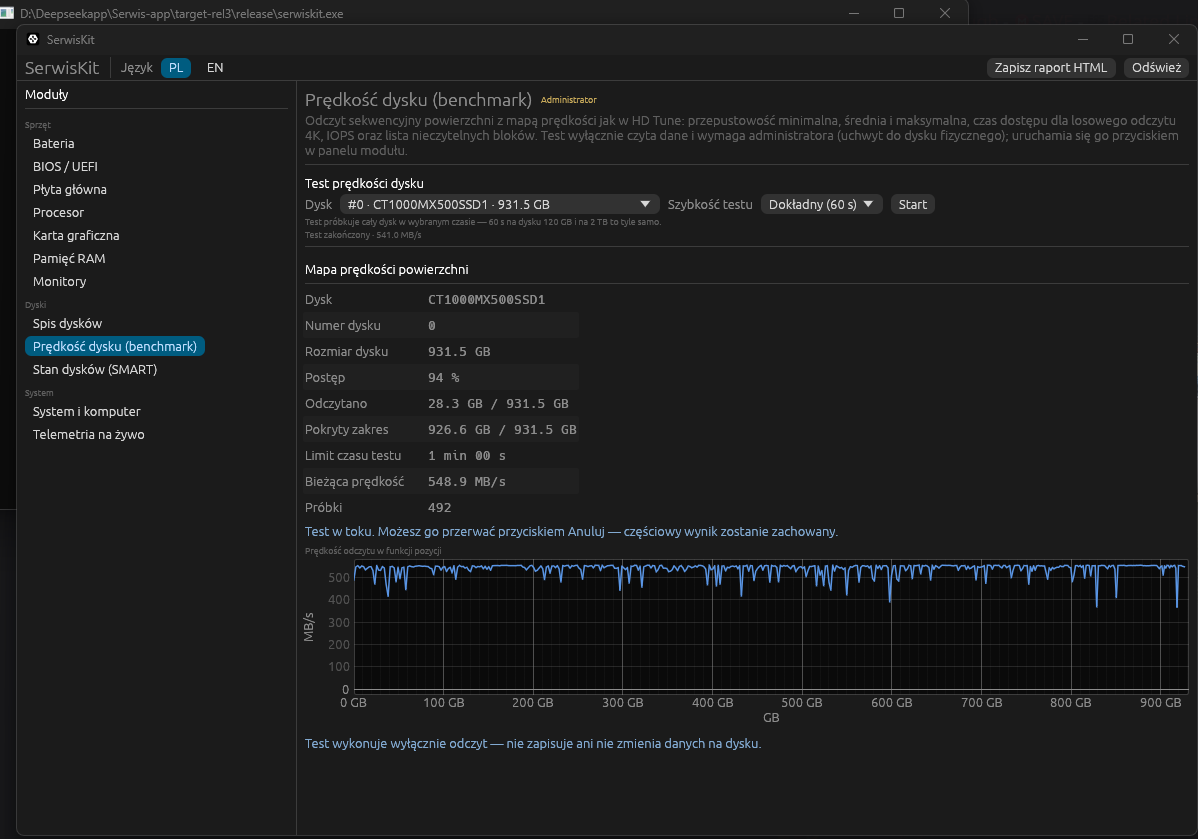 D:\Deepseekapp\Serwis-app\target-rel3\release\serwiskit.exe
SerwisKit
SerwisKit Język PL EN Zapisz raport HTML Odśwież
Moduły
Sprzęt
Bateria
BIOS / UEFI
Płyta główna
Procesor
Karta graficzna
Pamięć RAM
Monitory
Dyski
Spis dysków
Prędkość dysku (benchmark)
Stan dysków (SMART)
System
System i komputer
Telemetria na żywo
Prędkość dysku (benchmark) Administrator
Odczyt sekwencyjny powierzchni z mapą prędkości jak w HD Tune: przepustowość minimalna, średnia i maksymalna, czas dostępu dla losowego odczytu
4K, IOPS oraz lista nieczytelnych bloków. Test wyłącznie czyta dane i wymaga administratora (uchwyt do dysku fizycznego); uruchamia się go przyciskiem
w panelu modułu.
Test prędkości dysku
Dysk #0 · CT1000MX500SSD1 · 931.5 GB Szybkość testu Dokładny (60 s) Start
Test próbkuje cały dysk w wybranym czasie — 60 s na dysku 120 GB i na 2 TB to tyle samo.
Test zakończony · 541.0 MB/s
Mapa prędkości powierzchni
Dysk CT1000MX500SSD1
Numer dysku 0
Rozmiar dysku 931.5 GB
Postęp 94 %
Odczytano 28.3 GB / 931.5 GB
Pokryty zakres 926.6 GB / 931.5 GB
Limit czasu testu 1 min 00 s
Bieżąca prędkość 548.9 MB/s
Próbki 492
Test w toku. Możesz go przerwać przyciskiem Anuluj — częściowy wynik zostanie zachowany.
Prędkość odczytu w funkcji pozycji
500
400
300
200
100
0
MB/s
0 GB 100 GB 200 GB 300 GB 400 GB 500 GB 600 GB 700 GB 800 GB 900 GB
GB
Test wykonuje wyłącznie odczyt — nie zapisuje ani nie zmienia danych na dysku.